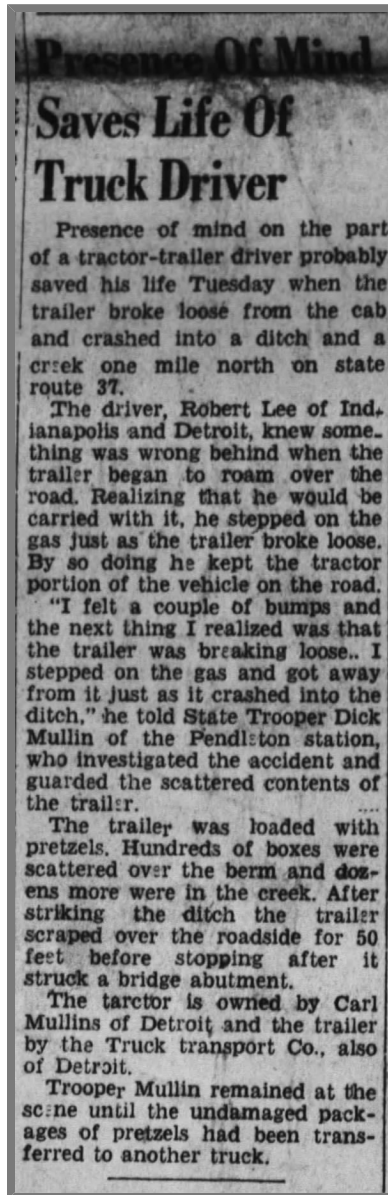 Presence Of Mind
Saves Life Of
Truck Driver
Presence of mind on the part
of a tractor-trailer driver probably
saved his life Tuesday when the
trailer broke loose from the cab
and crashed into a ditch and a
creek one mile north on state
route 37.
The driver, Robert Lee of Ind-
ianapolis and Detroit, knew some-
thing was wrong behind when the
trailer began to roam over the
road. Realizing that he would be
carried with it, he stepped on the
gas just as the trailer broke loose.
By so doing he kept the tractor
portion of the vehicle on the road.
"I felt a couple of bumps and
the next thing I realized was that
the trailer was breaking loose.. I
stepped on the gas and got away
from it just as it crashed into the
ditch," he told State Trooper Dick
Mullin of the Pendleton station,
who investigated the accident and
guarded the scattered contents of
the trailer.
The trailer was loaded with
pretzels. Hundreds of boxes were
scattered over the berm and doz-
ens more were in the creek. After
striking the ditch the trailer
scraped over the roadside for 50
feet before stopping after it
struck a bridge abutment.
The tarctor is owned by Carl
Mullins of Detroit and the trailer
by the Truck transport Co., also
of Detroit.
Trooper Mullin remained at the
scene until the undamaged pack-
ages of pretzels had been trans-
ferred to another truck.